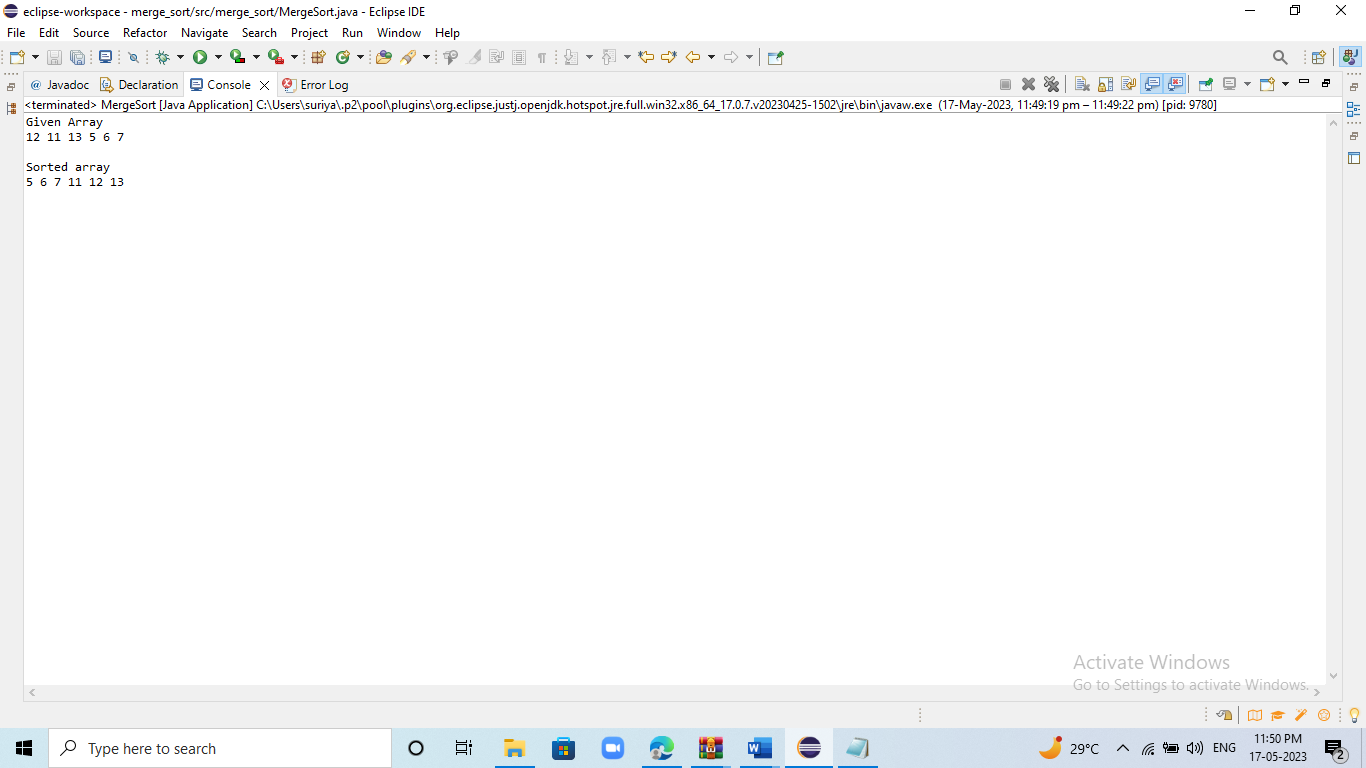 eclipse-workspace - merge_sort/src/merge_sort/MergeSort.java - Eclipse IDE
File Edit Source Refactor Navigate Search Project Run Window Help
@ Javadoc Declaration Console Error Log
<terminated> MergeSort [Java Application] C:\Users\suriya\.p2\pool\plugins\org.eclipse.justj.openjdk.hotspot.jre.full.win32.x86_64_17.0.7.v20230425-1502\jre\bin\javaw.exe (17-May-2023, 11:49:19 pm – 11:49:22 pm) [pid: 9780]
Given Array
12 11 13 5 6 7
Sorted array
5 6 7 11 12 13
Activate Windows
Go to Settings to activate Windows.
Type here to search
29°C
ENG
11:50 PM
17-05-2023
2